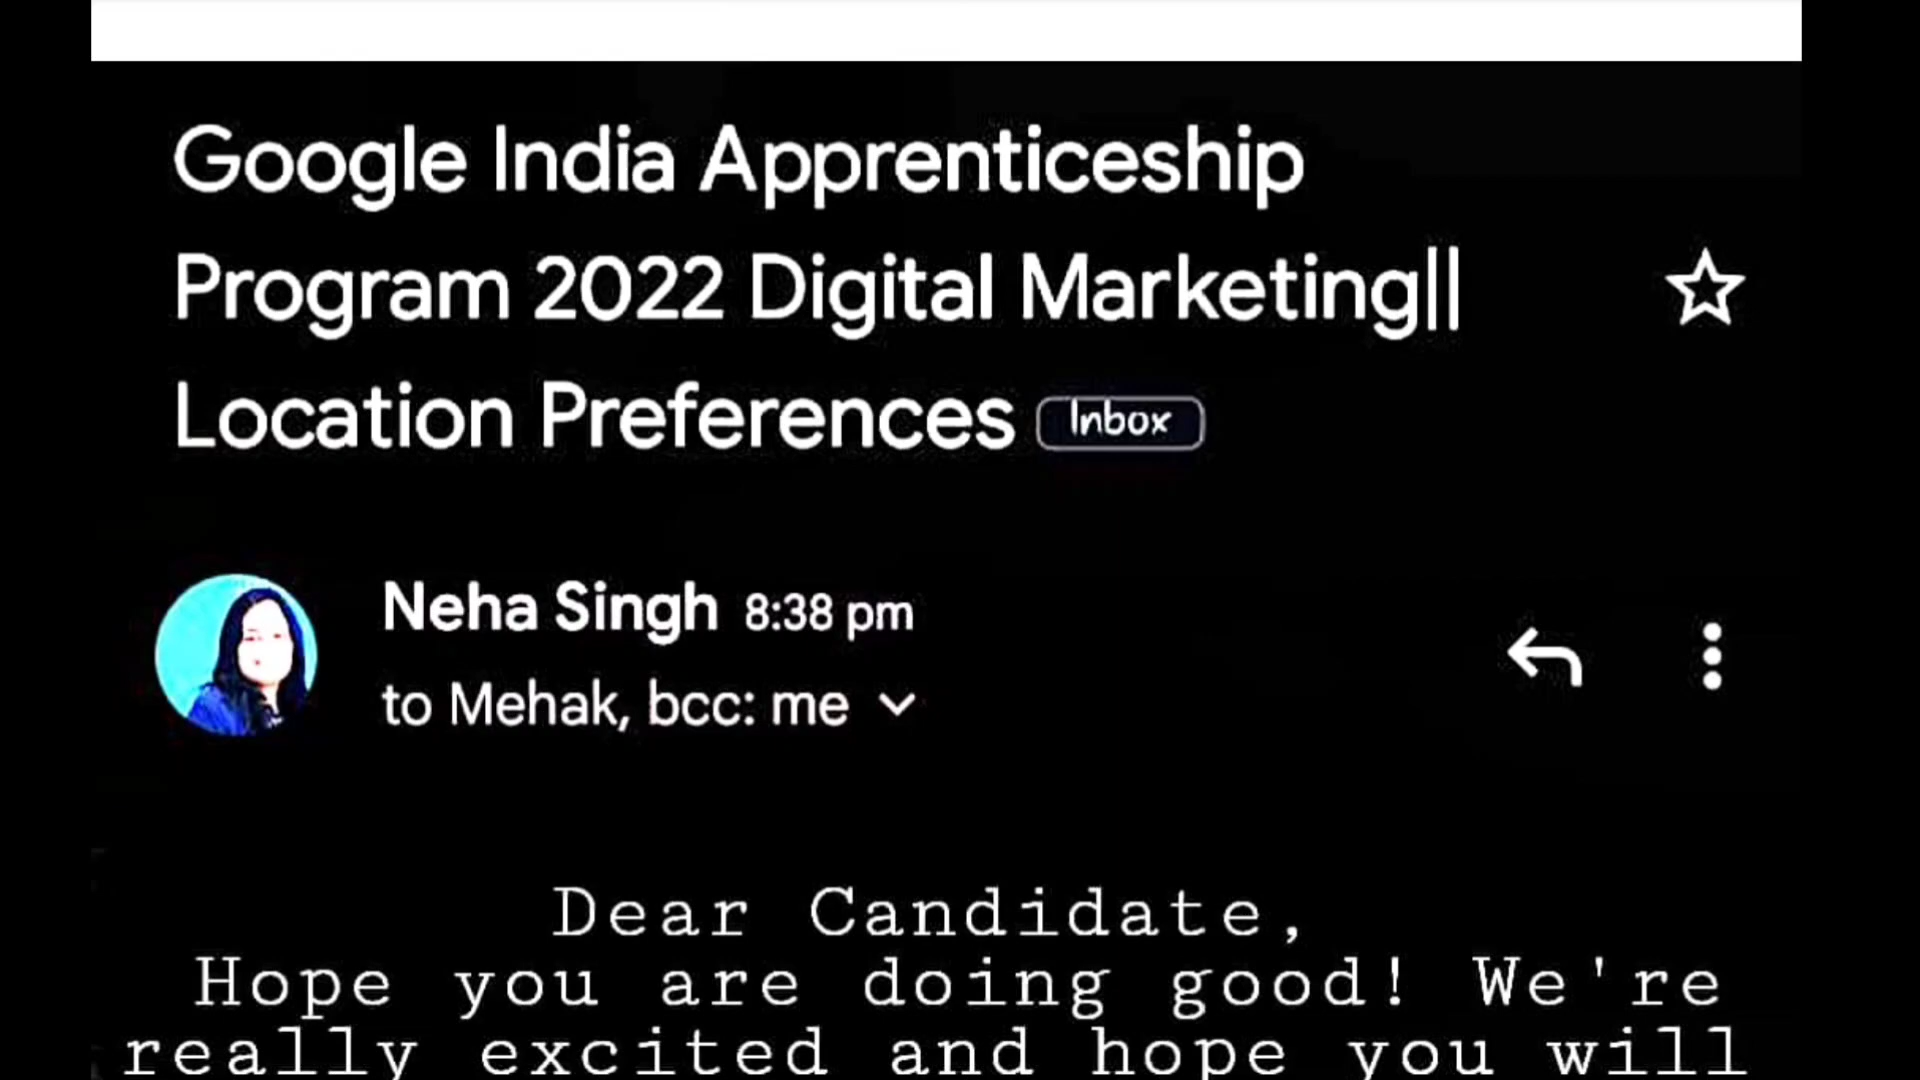 Google India Apprenticeship
Program 2022 Digital Marketing||
Location Preferences Inbox
Neha Singh 8:38 pm
to Mehak, bcc: me
Dear Candidate,
Hope you are doing good! We're
really excited and hope you will